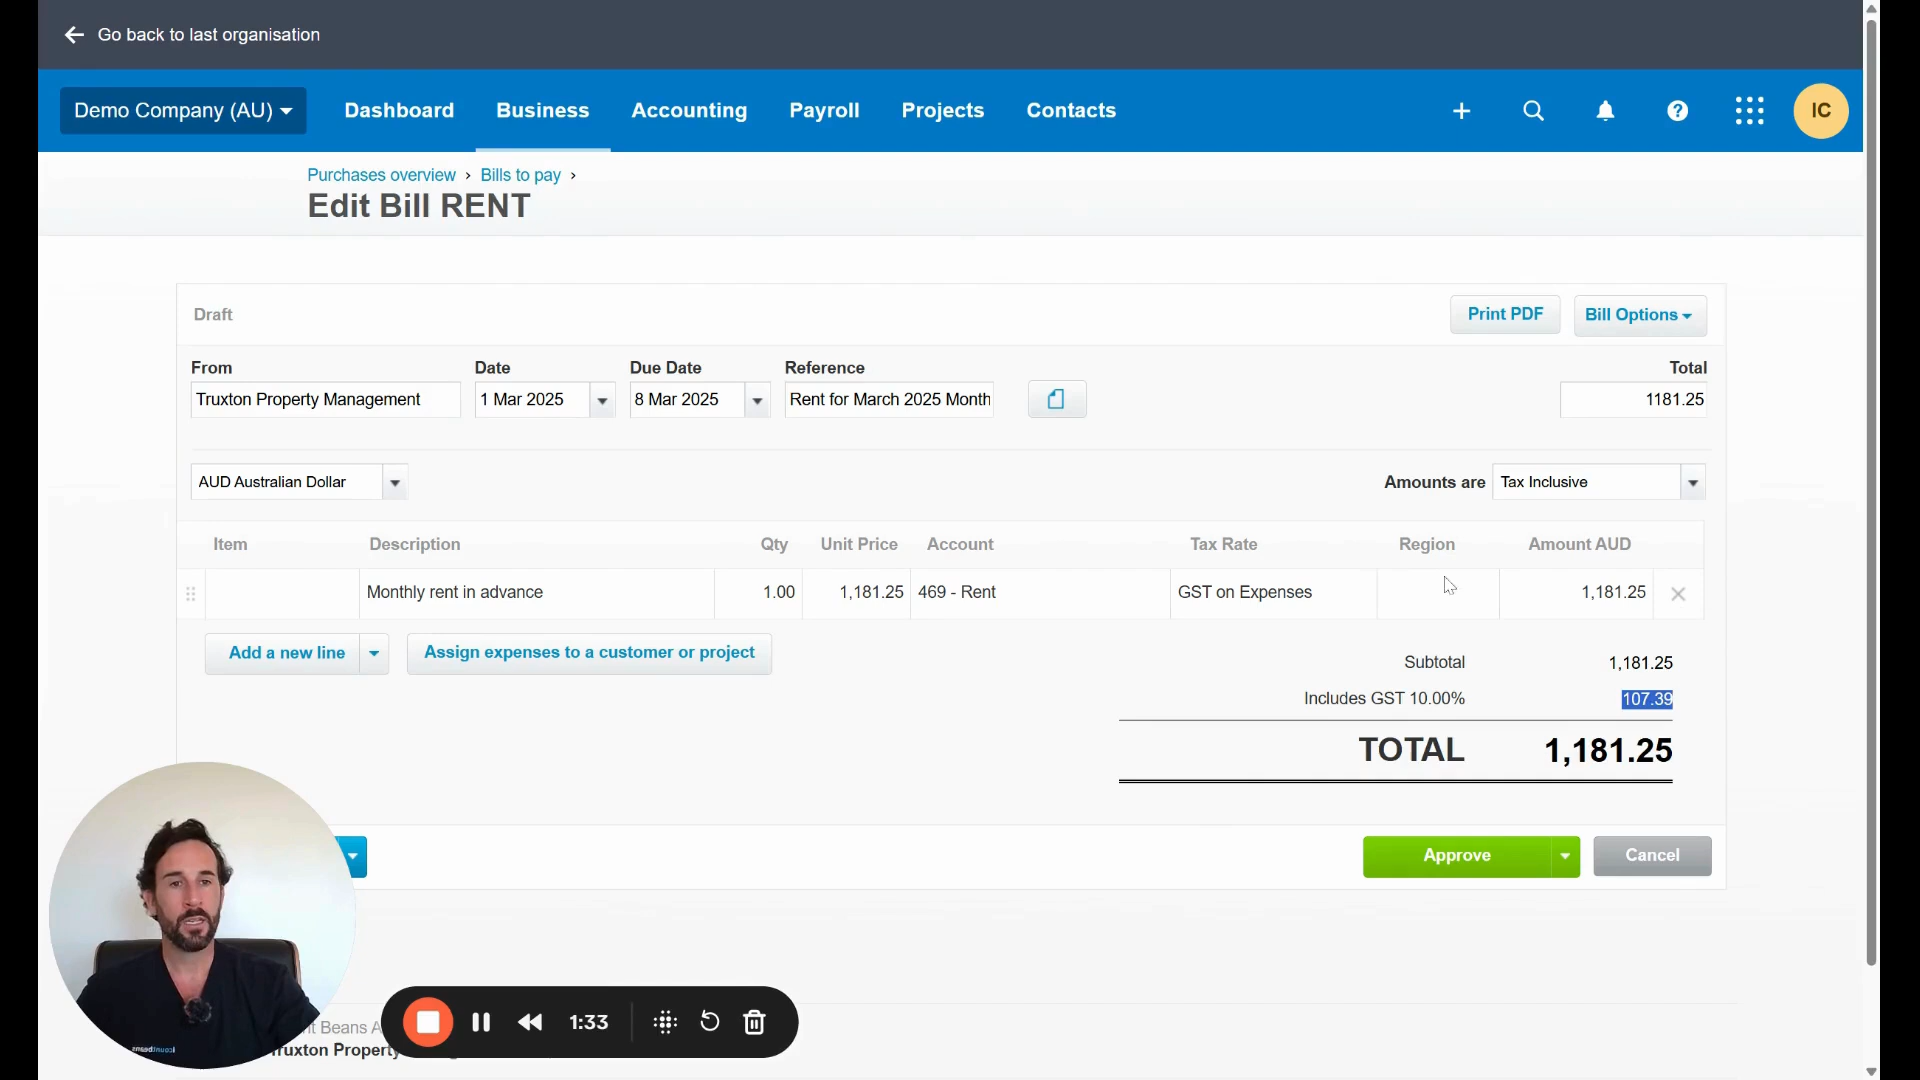 Go back to last organisation
Demo Company (AU) Dashboard Business Accounting Payroll Projects Contacts + ? IC
Purchases overview › Bills to pay ›
Edit Bill RENT
Draft Print PDF Bill Options
From Date Due Date Reference Total
Truxton Property Management 1 Mar 2025 8 Mar 2025 Rent for March 2025 Month 1181.25
AUD Australian Dollar Amounts are Tax Inclusive
Item Description Qty Unit Price Account Tax Rate Region Amount AUD
Monthly rent in advance 1.00 1,181.25 469 - Rent GST on Expenses 1,181.25
Add a new line Assign expenses to a customer or project
Subtotal 1,181.25
Includes GST 10.00% 107.39
TOTAL 1,181.25
Approve Cancel
1:33
Beans A
ruxton Property